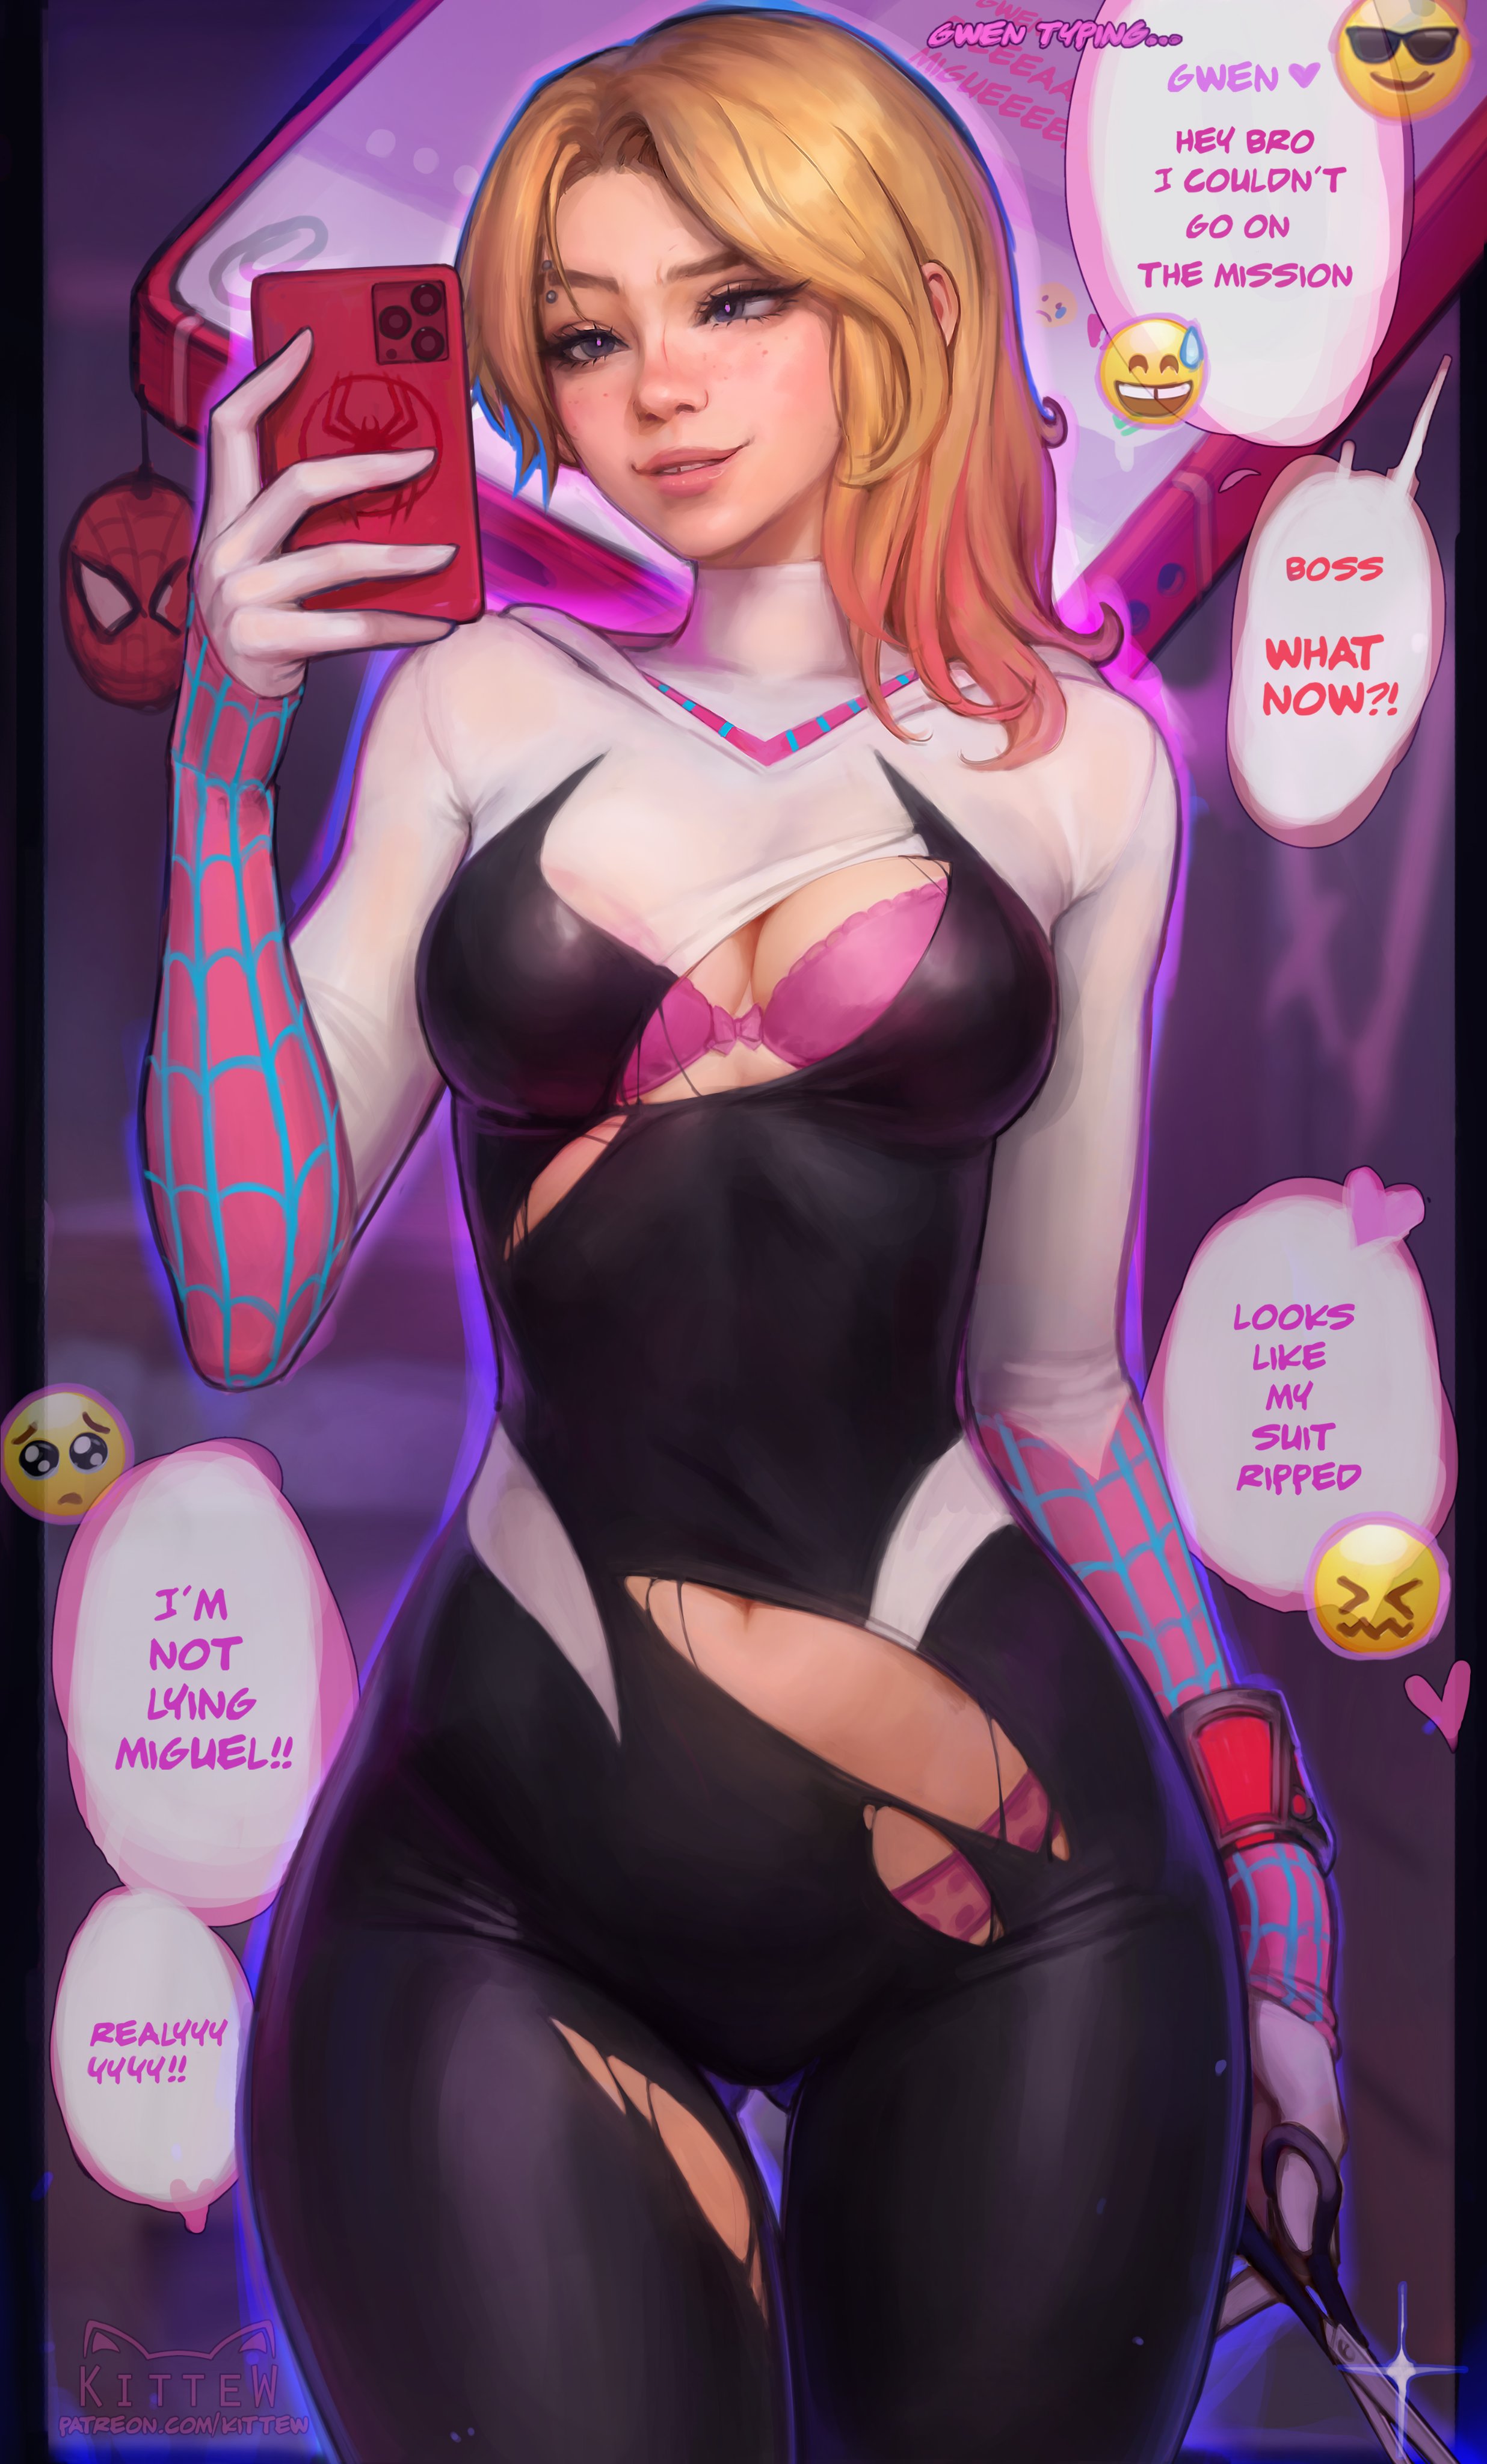 GWEN TYPING...
GWEN ♥
HEY BRO
I COULDN'T
GO ON
THE MISSION
BOSS
WHAT
NOW?!
LOOKS
LIKE
MY
SUIT
RIPPED
I'M
NOT
LYING
MIGUEL!!
REALYYY
YYYY!!
KITTEW
PATREON.COM/KITTEW